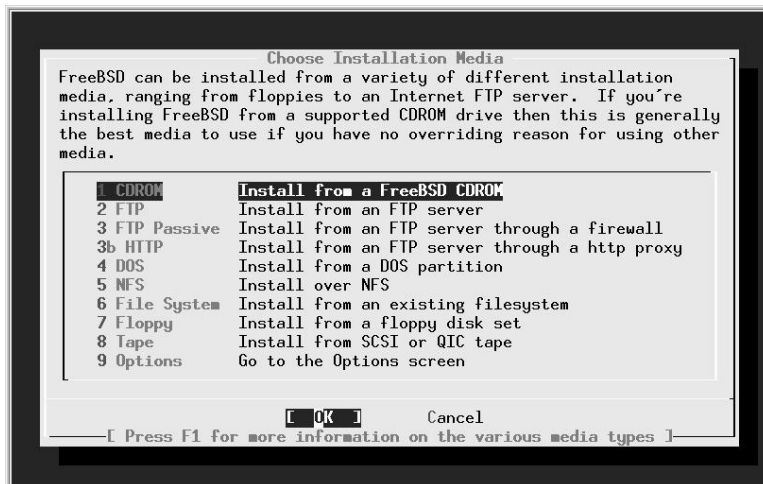 Choose Installation Media
FreeBSD can be installed from a variety of different installation
media, ranging from floppies to an Internet FTP server.  If you're
installing FreeBSD from a supported CDROM drive then this is generally
the best media to use if you have no overriding reason for using other
media.
1 CDROM Install from a FreeBSD CDROM
2 FTP Install from an FTP server
3 FTP Passive Install from an FTP server through a firewall
3b HTTP Install from an FTP server through a http proxy
4 DOS Install from a DOS partition
5 NFS Install over NFS
6 File System Install from an existing filesystem
7 Floppy Install from a floppy disk set
8 Tape Install from SCSI or QIC tape
9 Options Go to the Options screen
[ OK ] Cancel
[ Press F1 for more information on the various media types ]